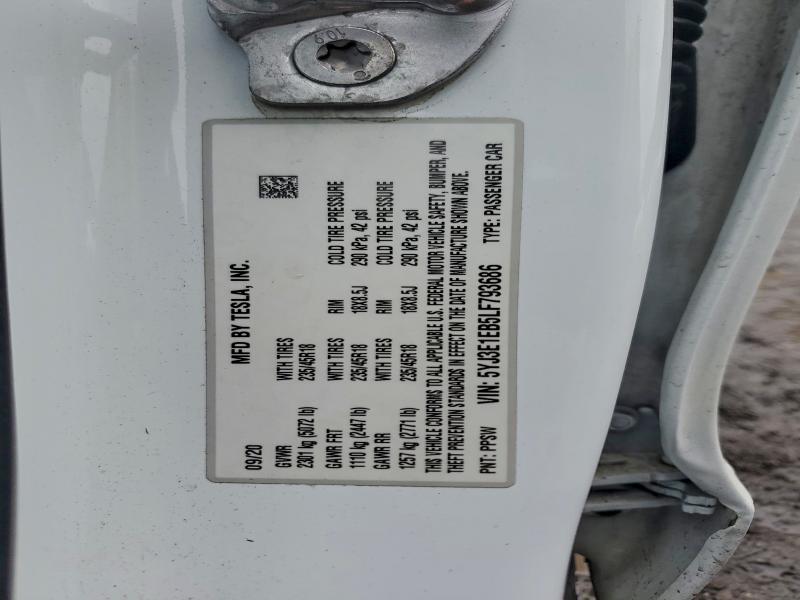 10.9
MFD BY TESLA, INC.
09/20
GVWR WITH TIRES RIM COLD TIRE PRESSURE
2301 kg (5072 lb) 235/45R18 18X8.5J 290 kPa, 42 psi
GAWR FRT WITH TIRES RIM COLD TIRE PRESSURE
1110 kg (2447 lb) 235/45R18 18X8.5J 290 kPa, 42 psi
GAWR RR
1257 kg (2771 lb)
THIS VEHICLE CONFORMS TO ALL APPLICABLE U.S. FEDERAL MOTOR VEHICLE SAFETY, BUMPER, AND
THEFT PREVENTION STANDARDS IN EFFECT ON THE DATE OF MANUFACTURE SHOWN ABOVE.
PNT: PPSW VIN: 5YJ3E1EB5LF793686 TYPE: PASSENGER CAR